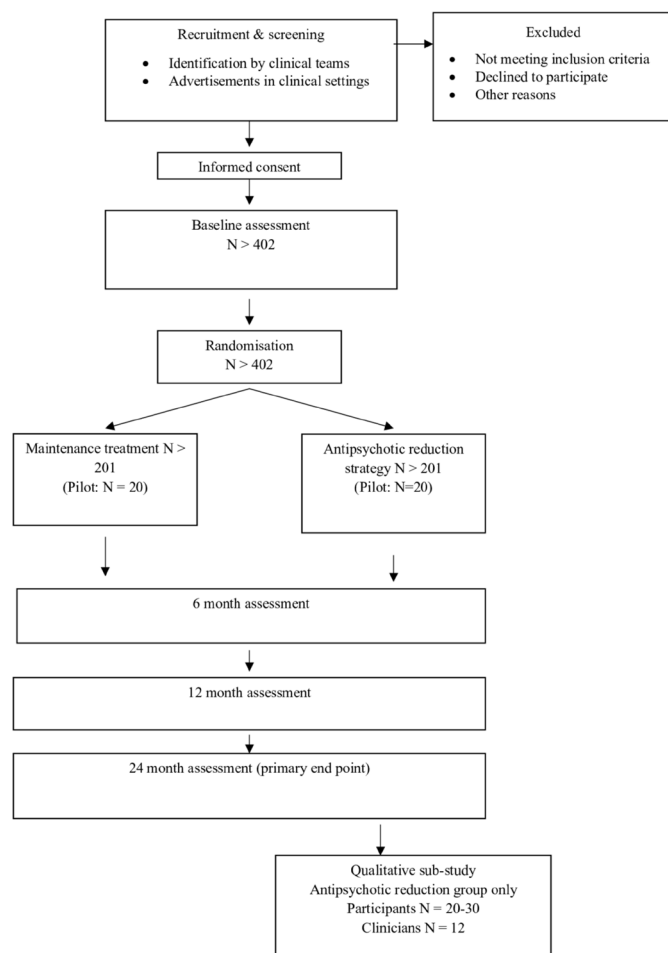 Recruitment & screening
• Identification by clinical teams
• Advertisements in clinical settings
Excluded
• Not meeting inclusion criteria
• Declined to participate
• Other reasons
Informed consent
Baseline assessment
N > 402
Randomisation
N > 402
Maintenance treatment N >
201
(Pilot: N = 20)
Antipsychotic reduction
strategy N > 201
(Pilot: N=20)
6 month assessment
12 month assessment
24 month assessment (primary end point)
Qualitative sub-study
Antipsychotic reduction group only
Participants N = 20-30
Clinicians N = 12